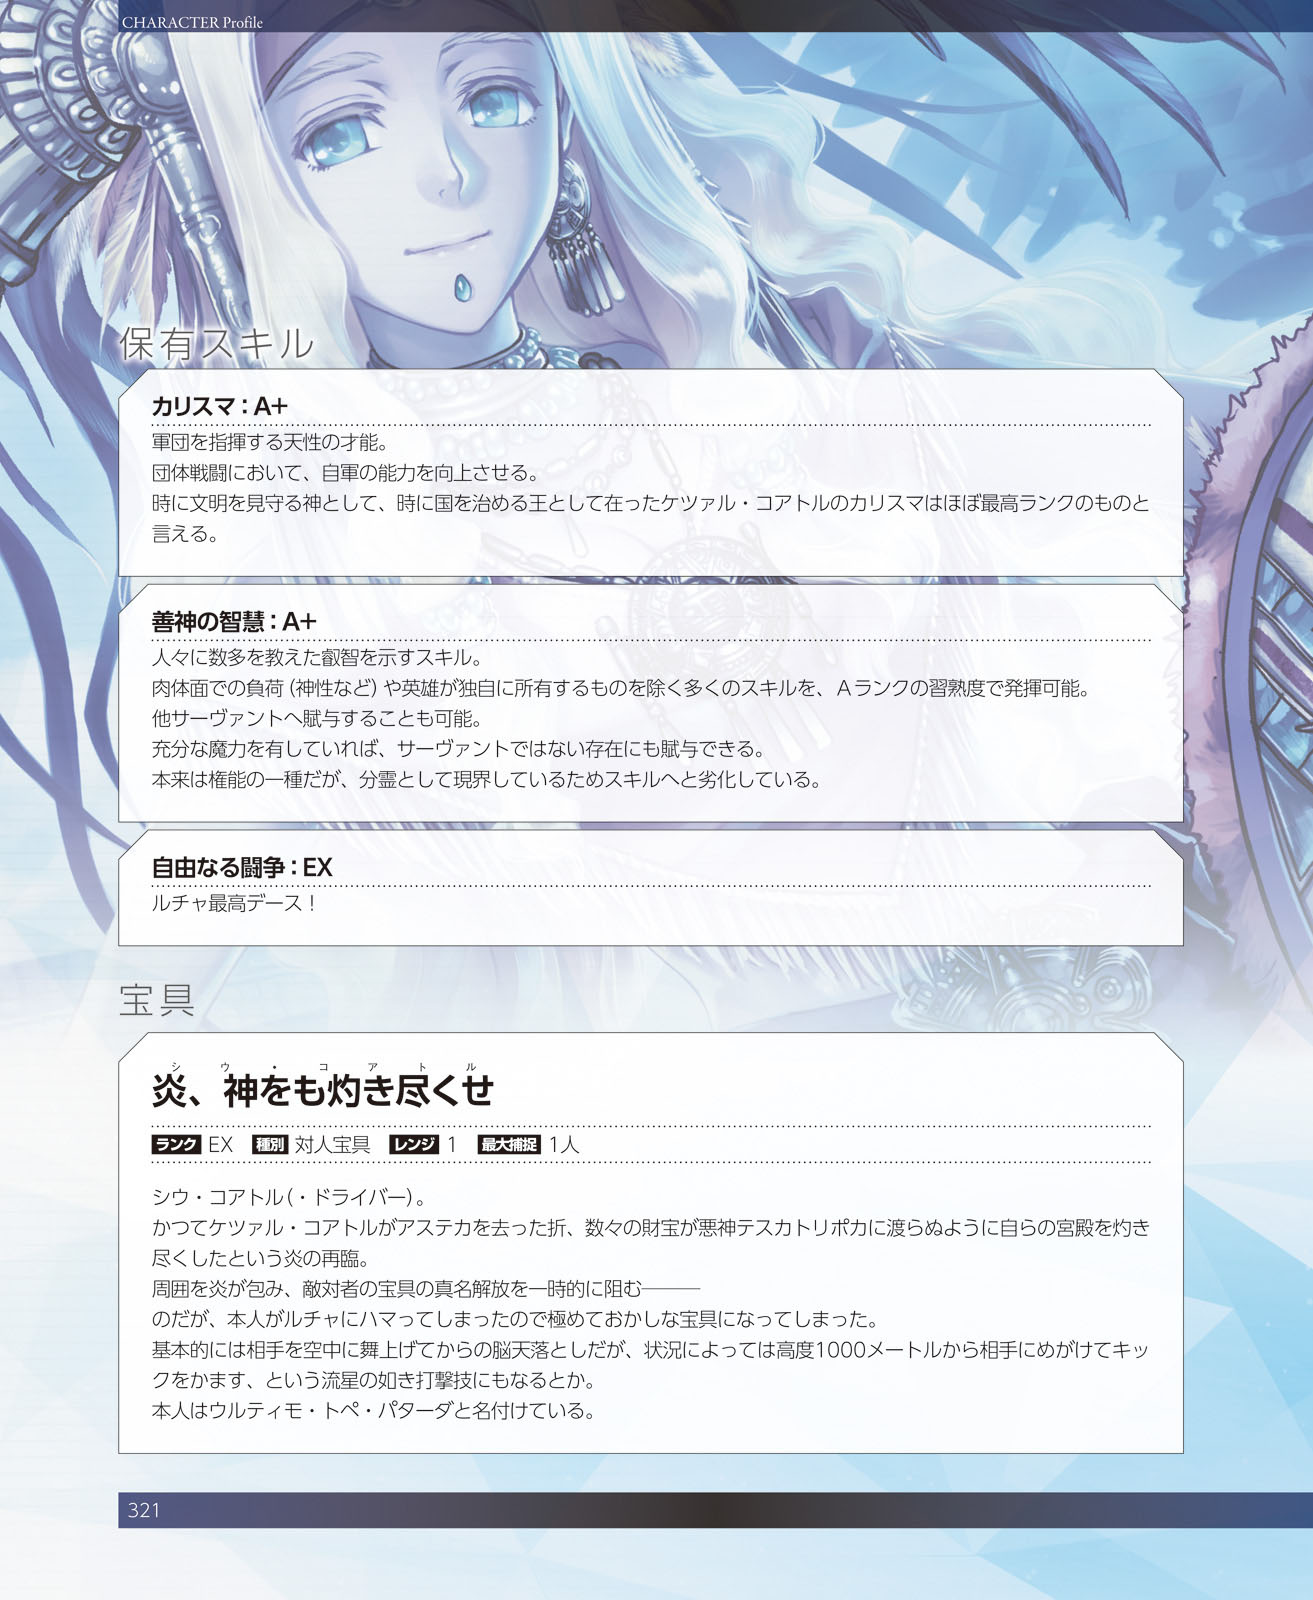 CHARACTER Profile
保有スキル
カリスマ：A+
軍団を指揮する天性の才能。
団体戦闘において、自軍の能力を向上させる。
時に文明を見守る神として、時に国を治める王として在ったケツァル・コアトルのカリスマはほぼ最高ランクのものと
言える。
善神の智慧：A+
人々に数多を教えた叡智を示すスキル。
肉体面での負荷（神性など）や英雄が独自に所有するものを除く多くのスキルを、Ａランクの習熟度で発揮可能。
他サーヴァントへ賦与することも可能。
充分な魔力を有していれば、サーヴァントではない存在にも賦与できる。
本来は権能の一種だが、分霊として現界しているためスキルへと劣化している。
自由なる闘争：EX
ルチャ最高デース！
宝具
シウ・コアトル
炎、神をも灼き尽くせ
ランク EX 種別 対人宝具 レンジ 1 最大捕捉 1人
シウ・コアトル（・ドライバー）。
かつてケツァル・コアトルがアステカを去った折、数々の財宝が悪神テスカトリポカに渡らぬように自らの宮殿を灼き
尽くしたという炎の再臨。
周囲を炎が包み、敵対者の宝具の真名解放を一時的に阻む―――
のだが、本人がルチャにハマってしまったので極めておかしな宝具になってしまった。
基本的には相手を空中に舞上げてからの脳天落としだが、状況によっては高度1000メートルから相手にめがけてキッ
クをかます、という流星の如き打撃技にもなるとか。
本人はウルティモ・トペ・パターダと名付けている。
321